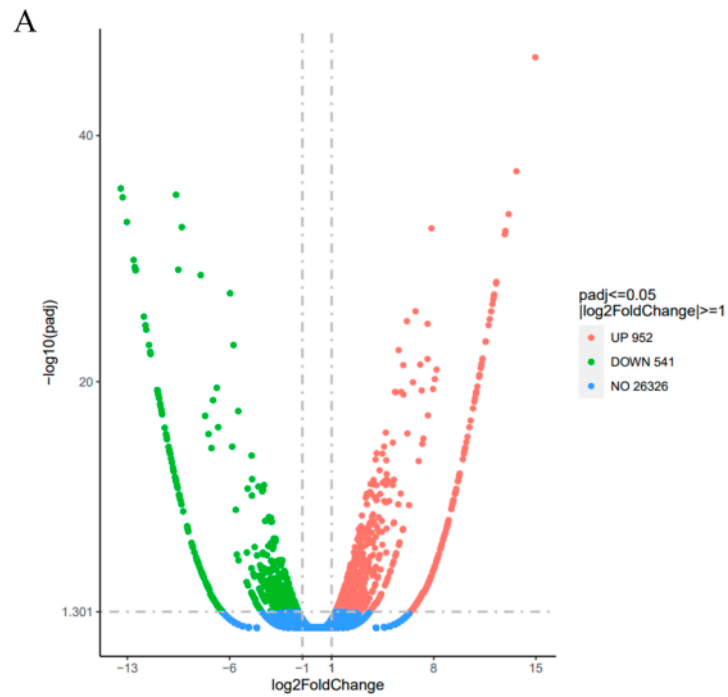 A
40
20
1.301
-log10(padj)
-13
-6
-1
1
8
15
log2FoldChange
padj<=0.05
|log2FoldChange|>=1
UP 952
DOWN 541
NO 26326